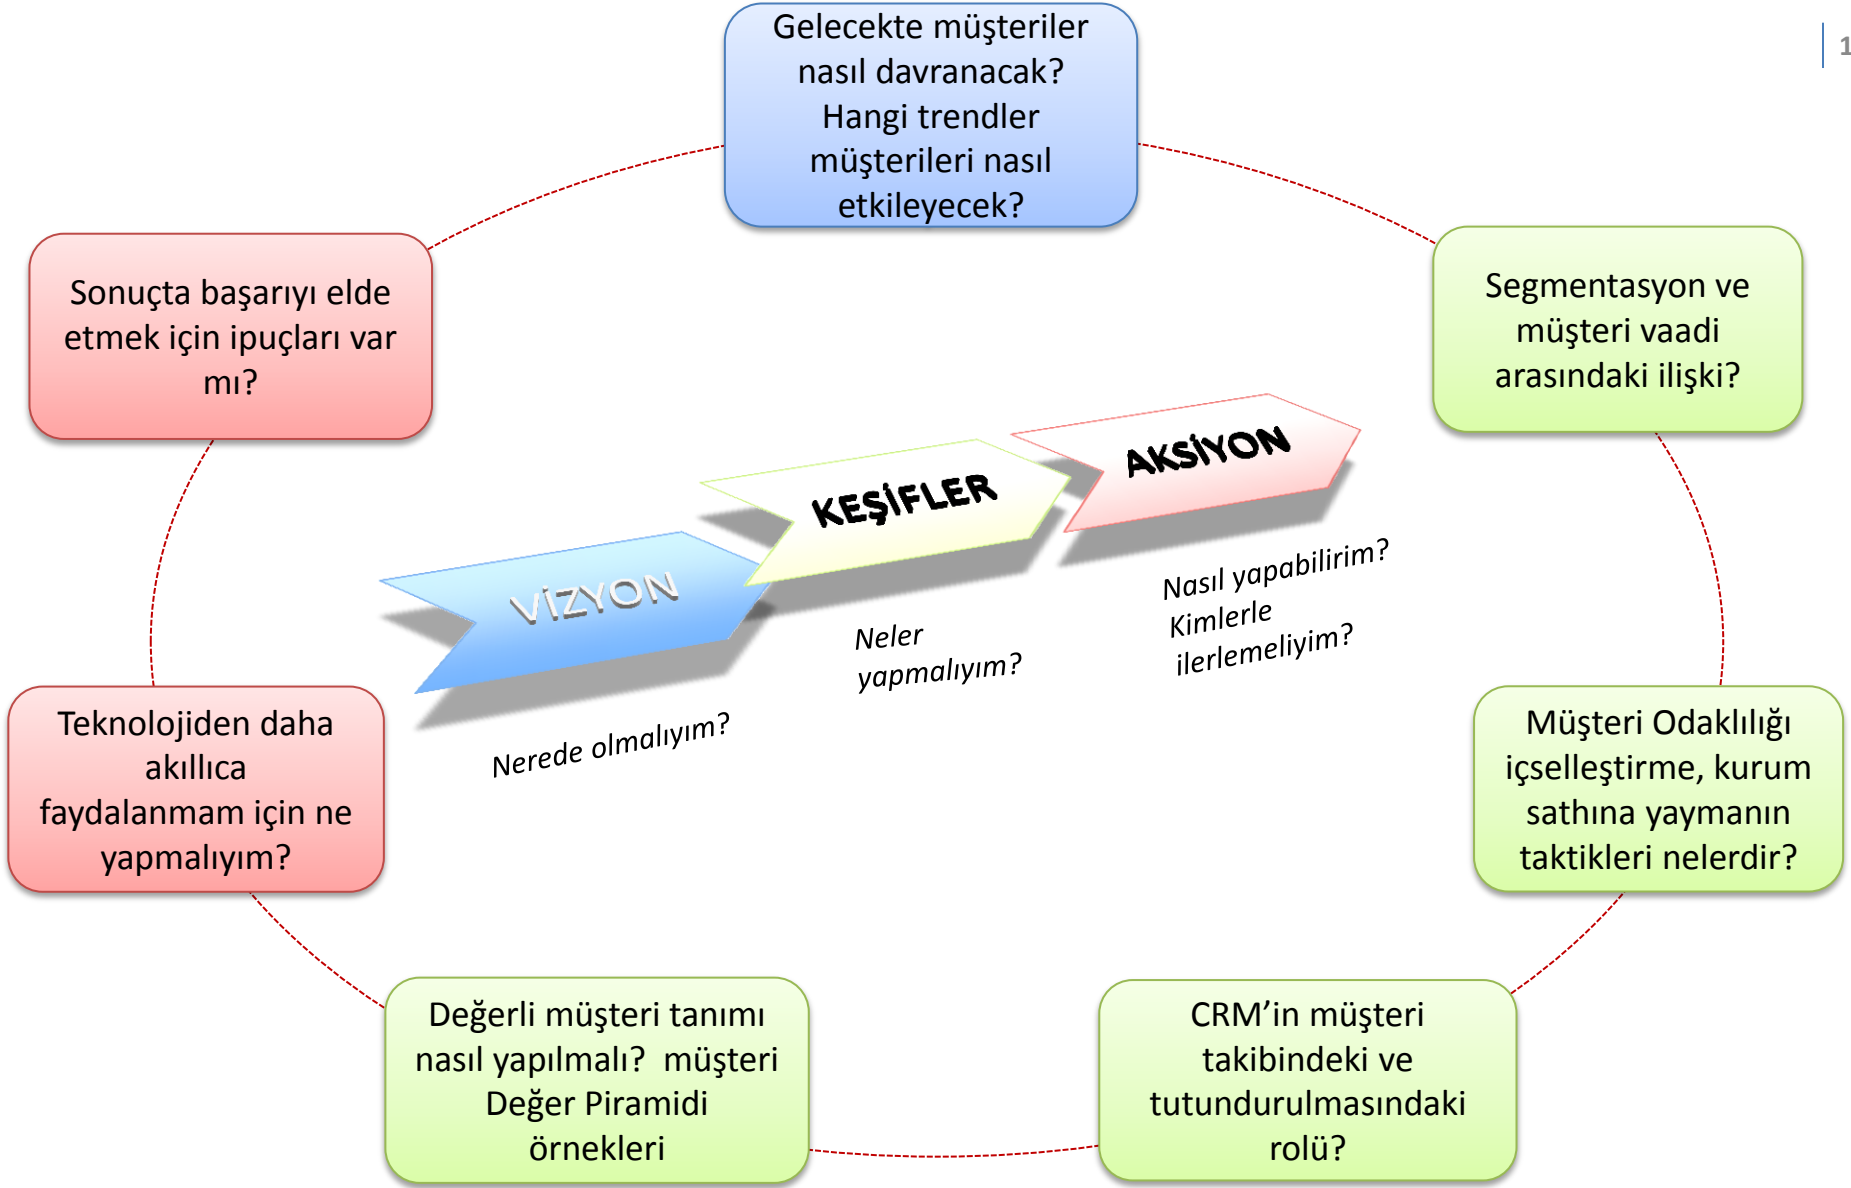 1
Gelecekte müşteriler
nasıl davranacak?
Hangi trendler
müşterileri nasıl
etkileyecek?
Sonuçta başarıyı elde
etmek için ipuçları var
mı?
Segmentasyon ve
müşteri vaadi
arasındaki ilişki?
AKSİYON
KEŞİFLER
VİZYON
Nasıl yapabilirim?
Kimlerle
ilerlemeliyim?
Neler
yapmalıyım?
Nerede olmalıyım?
Teknolojiden daha
akıllıca
faydalanmam için ne
yapmalıyım?
Müşteri Odaklılığı
içselleştirme, kurum
sathına yaymanın
taktikleri nelerdir?
Değerli müşteri tanımı
nasıl yapılmalı?  müşteri
Değer Piramidi
örnekleri
CRM’in müşteri
takibindeki ve
tutundurulmasındaki
rolü?